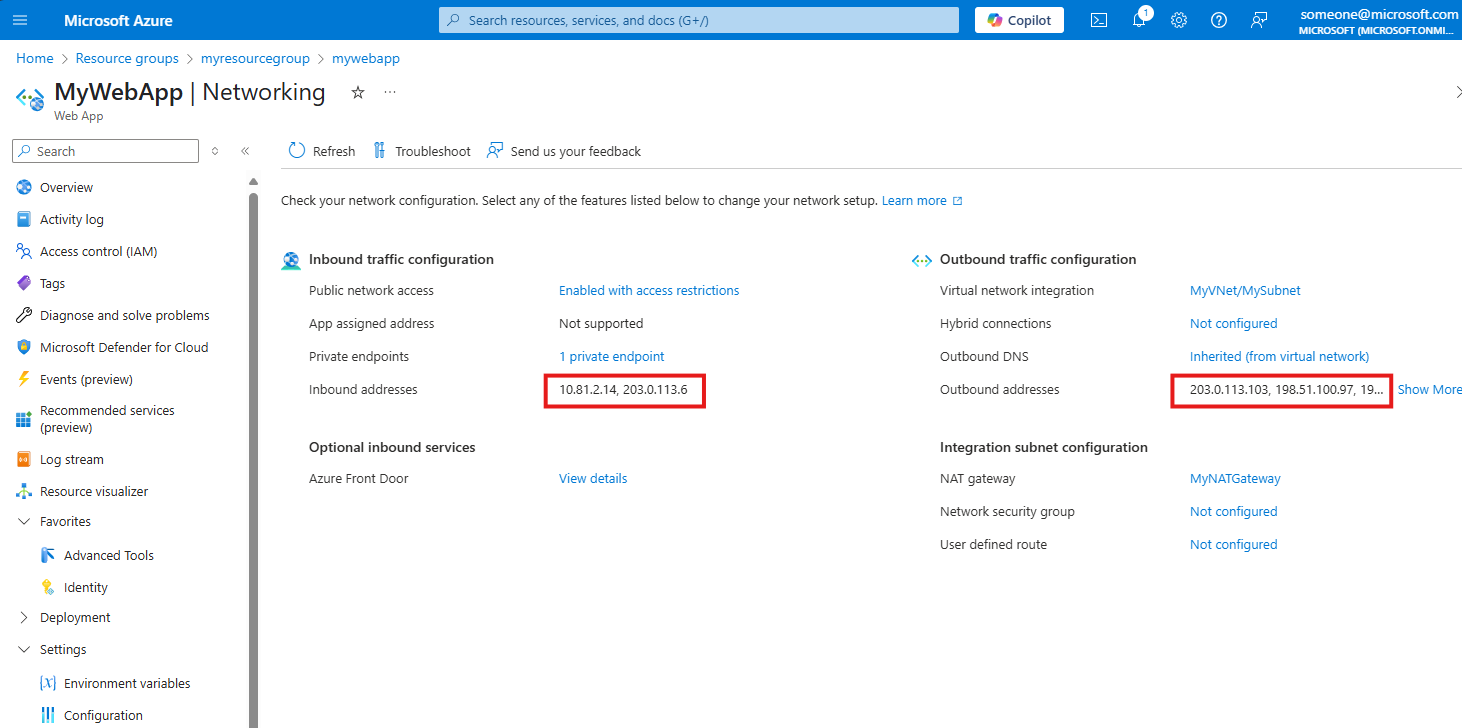 Microsoft Azure
Search resources, services, and docs (G+/)
Copilot
1
someone@microsoft.com
MICROSOFT (MICROSOFT.ONMI...
Home > Resource groups > myresourcegroup > mywebapp
MyWebApp | Networking
Web App
Search
Refresh
Troubleshoot
Send us your feedback
Overview
Activity log
Access control (IAM)
Tags
Diagnose and solve problems
Microsoft Defender for Cloud
Events (preview)
Recommended services
(preview)
Log stream
Resource visualizer
Favorites
Advanced Tools
Identity
Deployment
Settings
Environment variables
Configuration
Check your network configuration. Select any of the features listed below to change your network setup. Learn more
Inbound traffic configuration
Public network access Enabled with access restrictions
App assigned address Not supported
Private endpoints 1 private endpoint
Inbound addresses 10.81.2.14, 203.0.113.6
Optional inbound services
Azure Front Door View details
Outbound traffic configuration
Virtual network integration MyVNet/MySubnet
Hybrid connections Not configured
Outbound DNS Inherited (from virtual network)
Outbound addresses 203.0.113.103, 198.51.100.97, 19... Show More
Integration subnet configuration
NAT gateway MyNATGateway
Network security group Not configured
User defined route Not configured